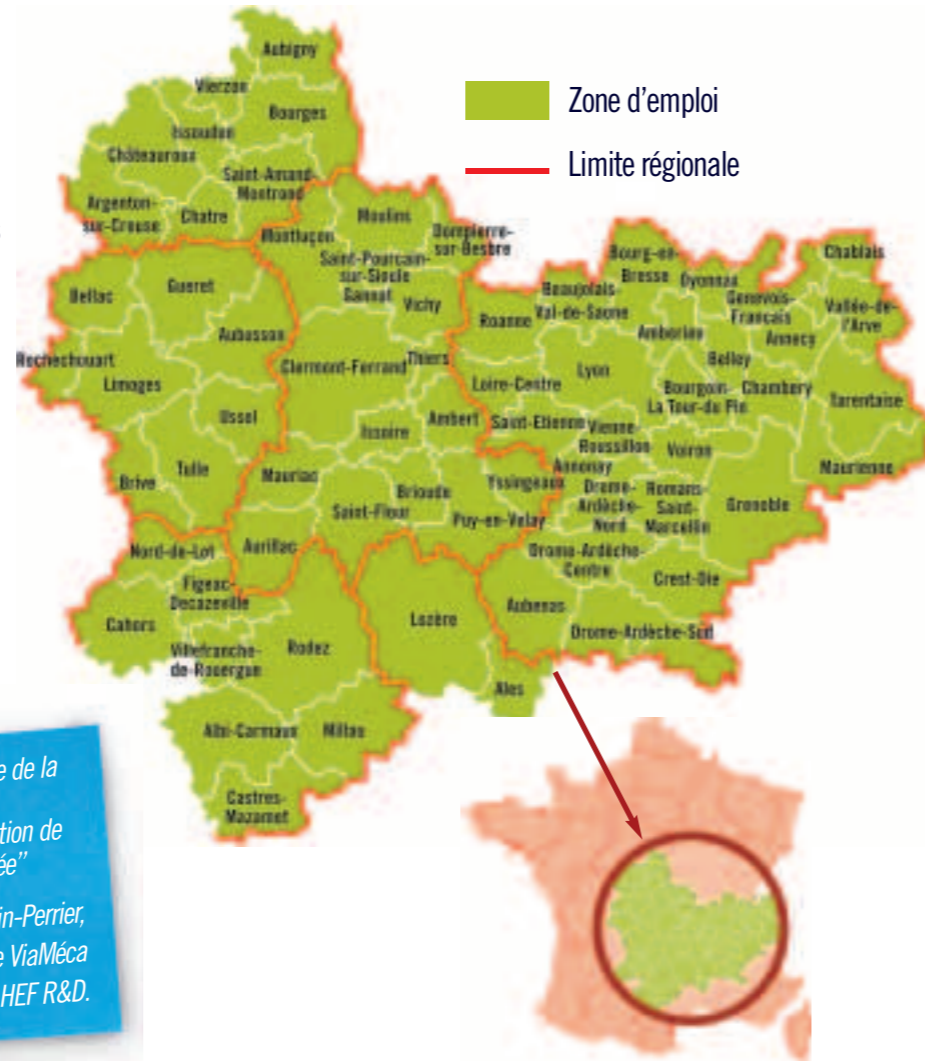 Zone d'emploi
Limite régionale
Aubigny
Vierzon
Bourges
Issoudun
Châteauroux
Saint-Amand-
Montrond
Argenton-
sur-Creuse
Chatre
Moulins
Montluçon
Dompierre-
sur-Besbre
Saint-Pourcain-
sur-Sioule
Gannat
Vichy
Bellac
Gueret
Aubusson
Rochechouart
Limoges
Ussel
Tulle
Brive
Clermont-Ferrand
Thiers
Issoire
Ambert
Mauriac
Brioude
Saint-Flour
Yssingeaux
Puy-en-Velay
Aurillac
Roanne
Beaujolais
Val-de-Saone
Bourg-en-
Bresse
Oyonnax
Genevois-
Français
Chablais
Vallée-de-
l'Arve
Annecy
Amberieu
Belley
Lyon
Loire-Centre
Bourgoin-
La Tour-du Pin
Chambery
Tarentaise
Saint-Etienne
Vienne-
Roussillon
Voiron
Maurienne
Annonay
Drome-
Ardèche-
Nord
Romans-
Saint-
Marcellin
Grenoble
Drome-Ardèche-
Centre
Crest-Die
Aubenas
Drome-Ardèche-Sud
Nord-de-Lot
Figeac-
Decazeville
Cahors
Villefranche-
de-Rouergue
Rodez
Lozère
Ales
Albi-Carmaux
Millau
Castres-
Mazamet
e de la
tion de
ée”
in-Perrier,
e ViaMéca
HEF R&D.